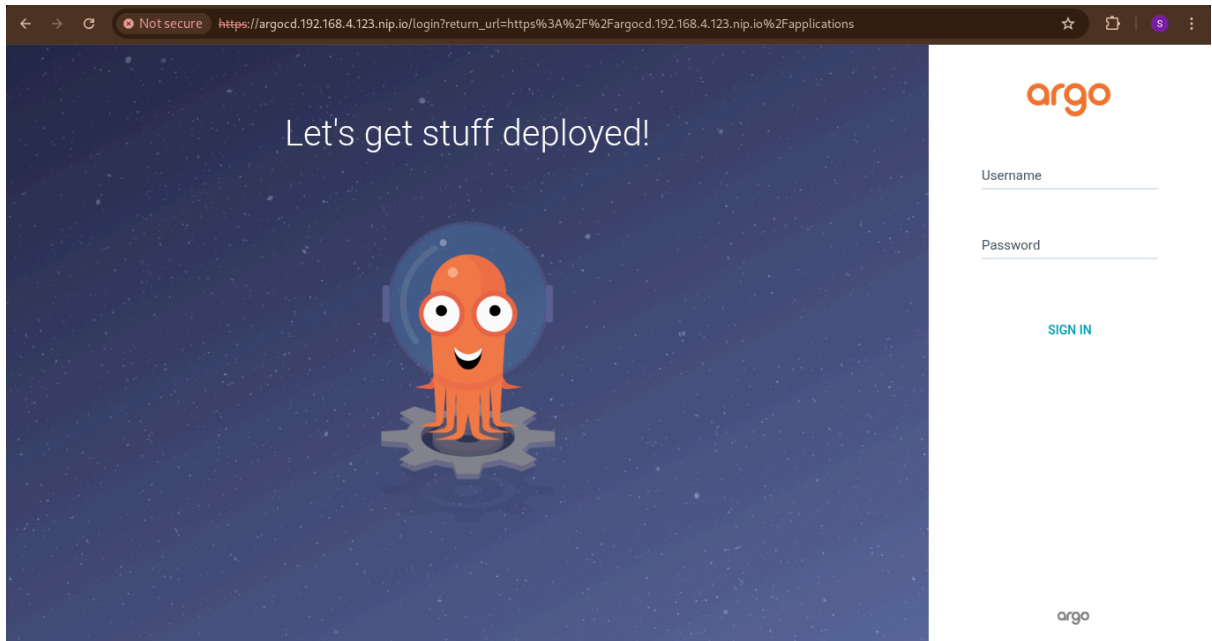 Not secure https://argocd.192.168.4.123.nip.io/login?return_url=https%3A%2F%2Fargocd.192.168.4.123.nip.io%2Fapplications S
Let's get stuff deployed!
argo
Username
Password
SIGN IN
argo